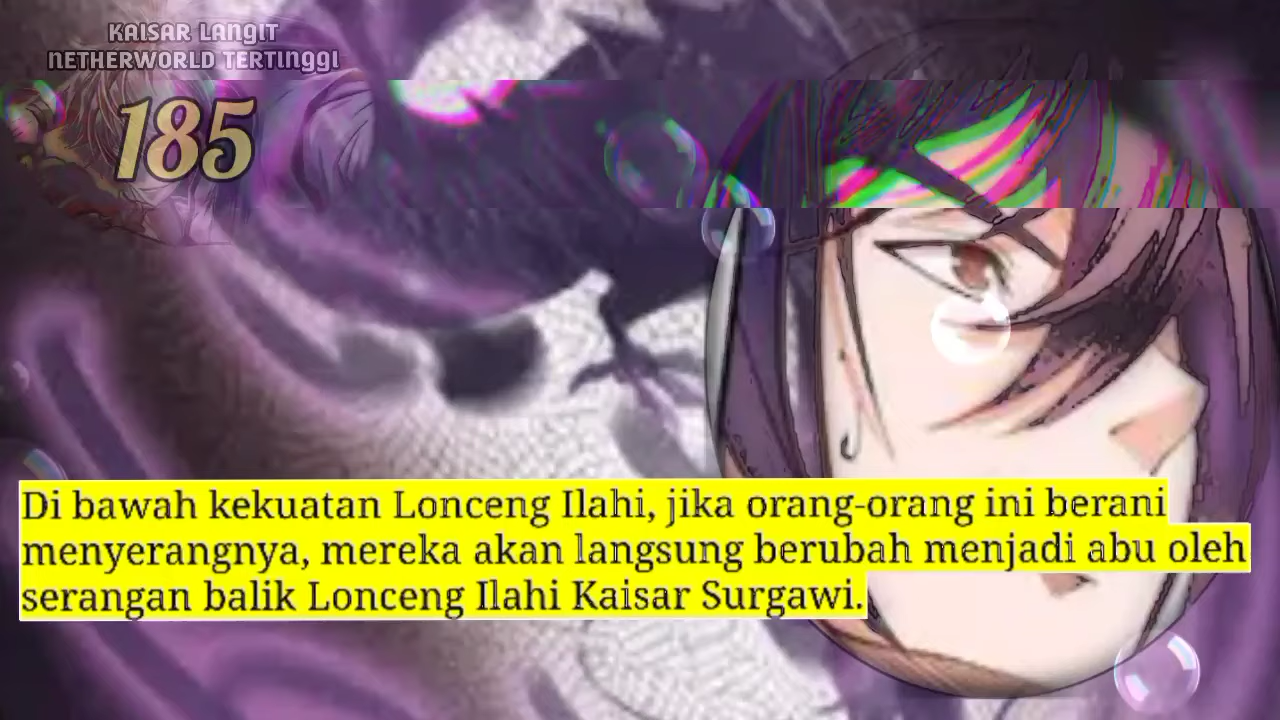 KAISAR LANGIT
NETHERWORLD TERTINGGI
185
Di bawah kekuatan Lonceng Ilahi, jika orang-orang ini berani
menyerangnya, mereka akan langsung berubah menjadi abu oleh
serangan balik Lonceng Ilahi Kaisar Surgawi.